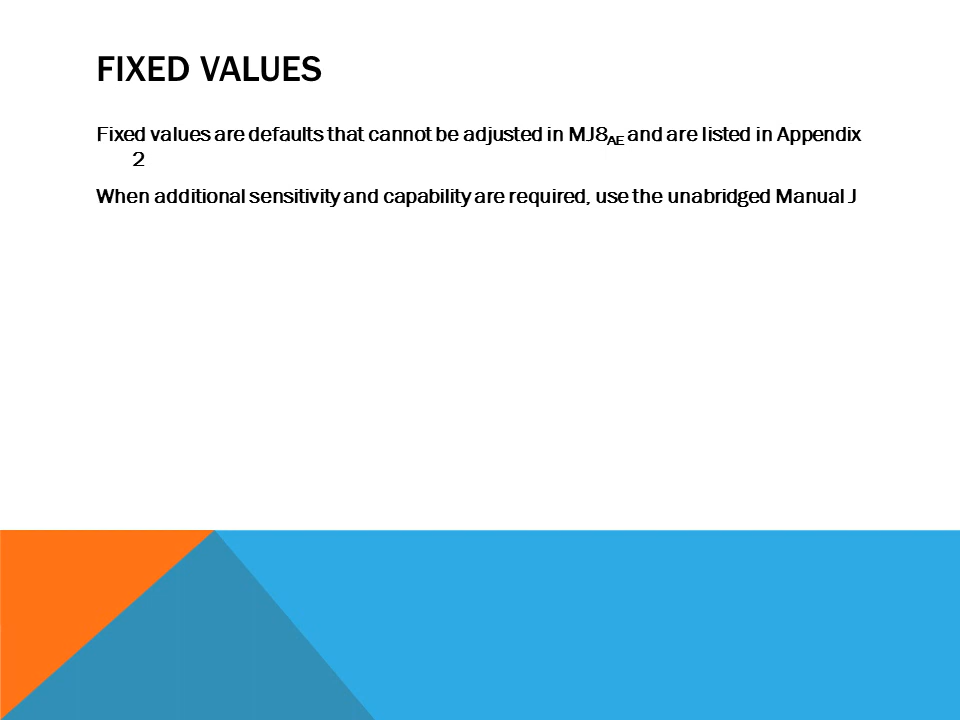 FIXED VALUES
Fixed values are defaults that cannot be adjusted in MJ8AE and are listed in Appendix
2
When additional sensitivity and capability are required, use the unabridged Manual J